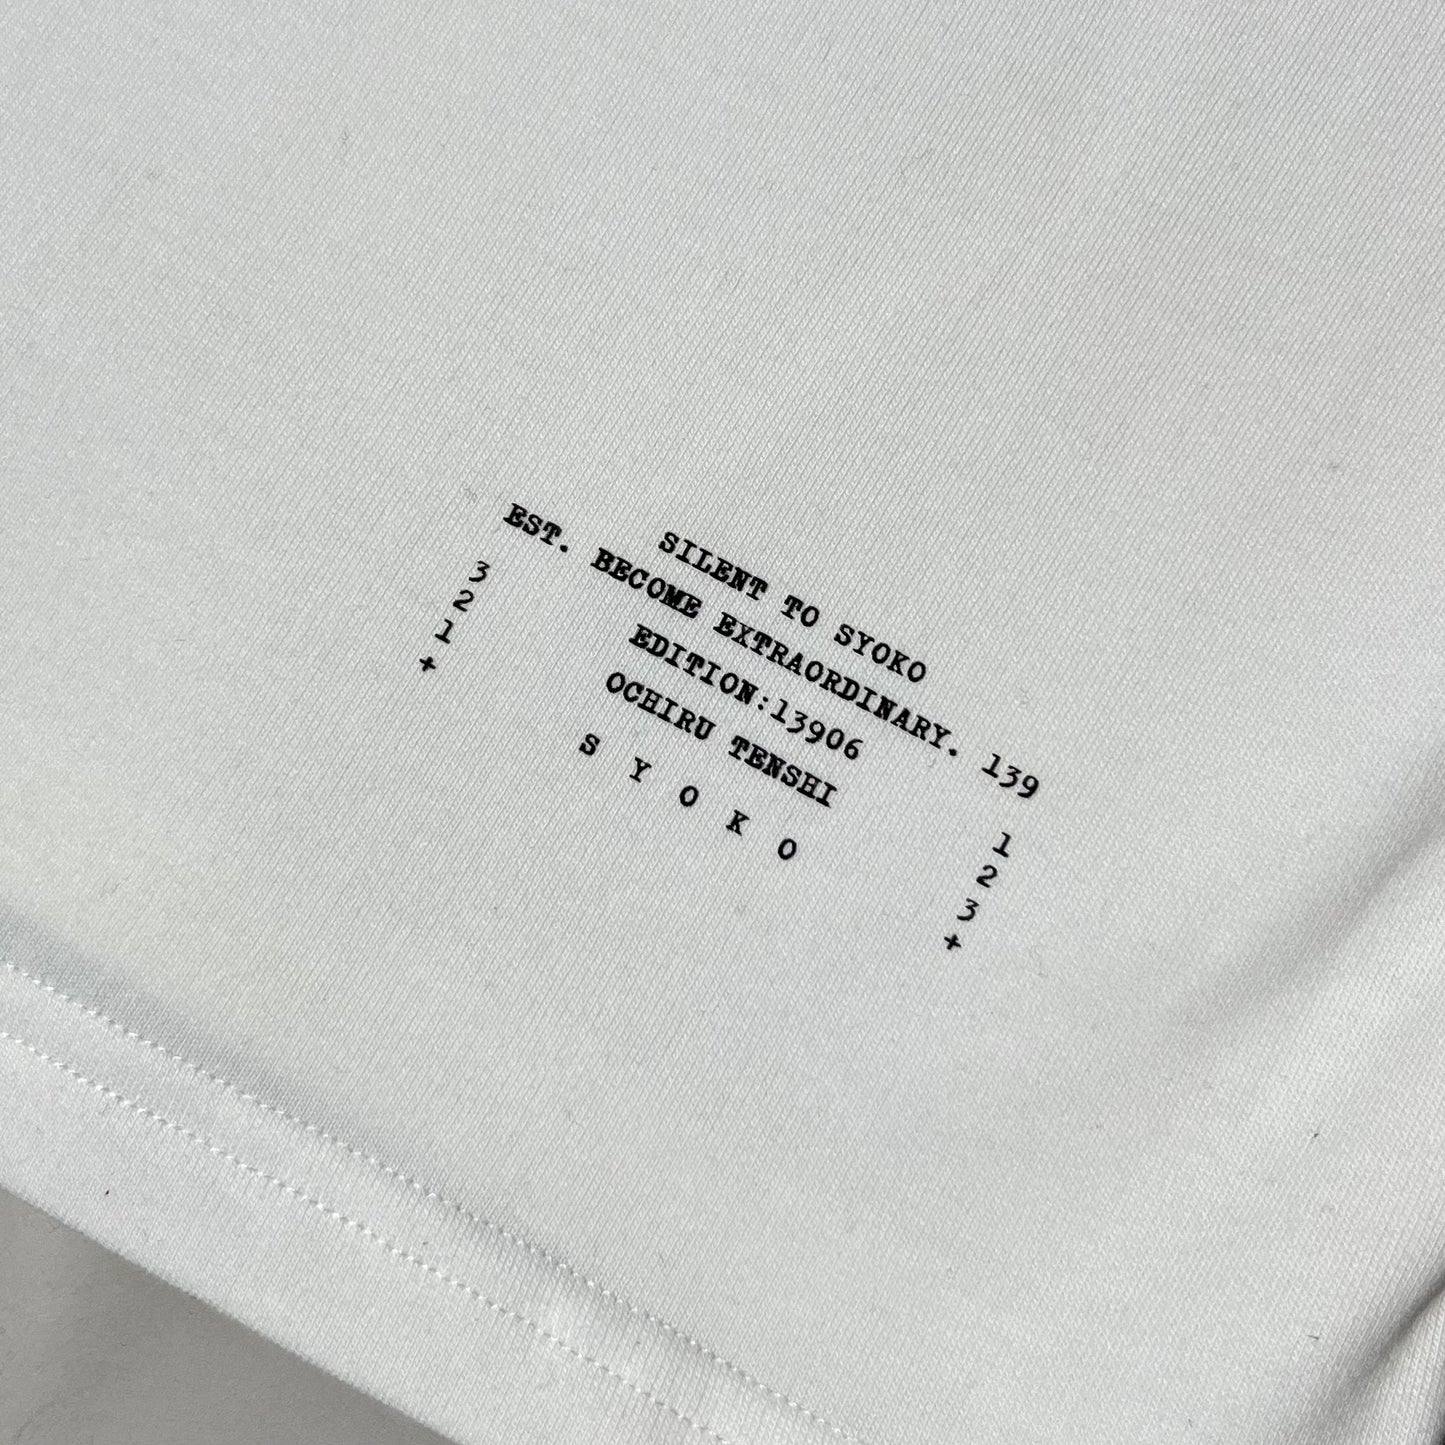 SILENT TO SYOKO
EST. BECOME EXTRAORDINARY. 139
EDITION:13906
OCHIRU TENSHI
S Y O K O
3
2
1
+
1
2
3
+